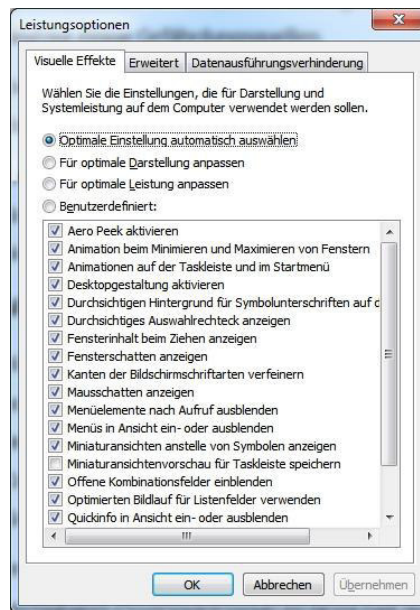 Leistungsoptionen
Visuelle Effekte
Erweitert
Datenausführungsverhinderung
Wählen Sie die Einstellungen, die für Darstellung und
Systemleistung auf dem Computer verwendet werden sollen.
Optimale Einstellung automatisch auswählen
Für optimale Darstellung anpassen
Für optimale Leistung anpassen
Benutzerdefiniert:
Aero Peek aktivieren
Animation beim Minimieren und Maximieren von Fenstern
Animationen auf der Taskleiste und im Startmenü
Desktopgestaltung aktivieren
Durchsichtigen Hintergrund für Symbolunterschriften auf d
Durchsichtiges Auswahlrechteck anzeigen
Fensterinhalt beim Ziehen anzeigen
Fensterschatten anzeigen
Kanten der Bildschirmschriftarten verfeinern
Mausschatten anzeigen
Menüelemente nach Aufruf ausblenden
Menüs in Ansicht ein- oder ausblenden
Miniaturansichten anstelle von Symbolen anzeigen
Miniaturansichtenvorschau für Taskleiste speichern
Offene Kombinationsfelder einblenden
Optimierten Bildlauf für Listenfelder verwenden
Quickinfo in Ansicht ein- oder ausblenden
OK
Abbrechen
Übernehmen